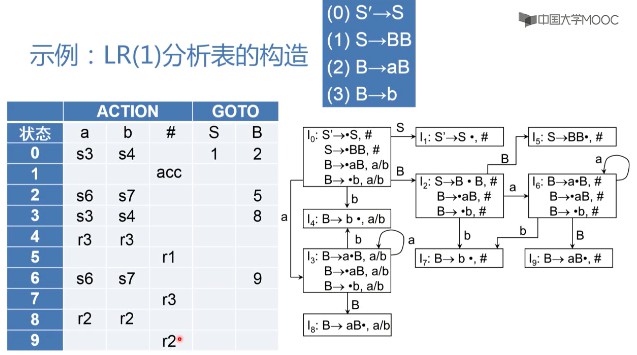 中国大学MOOC
示例：LR(1)分析表的构造
(0) S′→S
(1) S→BB
(2) B→aB
(3) B→b
ACTION GOTO
状态 a b # S B
0 s3 s4 1 2
1 acc
2 s6 s7 5
3 s3 s4 8
4 r3 r3
5 r1
6 s6 s7 9
7 r3
8 r2 r2
9 r2
I₀: S′→•S, #
S→•BB, #
B→•aB, a/b
B→ •b, a/b
S
I₁: S′→S •, #
B
I₂: S→B • B, #
B→•aB, #
B→ •b, #
B
I₅: S→BB•, #
a
I₆: B→a•B, #
B→•aB, #
B→ •b, #
a
b
I₄: B→ b •, a/b
a
b
I₃: B→a•B, a/b
B→•aB, a/b
B→ •b, a/b
a
b
b
B
I₇: B→ b •, #
I₉: B→ aB•, #
B
I₈: B→ aB•, a/b